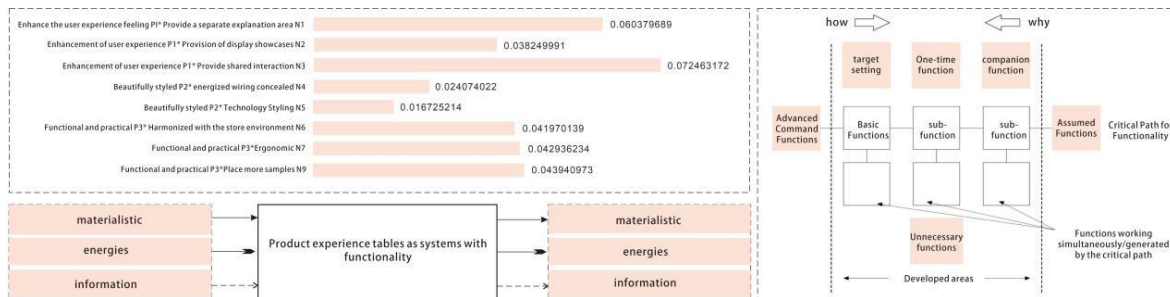 Enhance the user experience feeling PI* Provide a separate explanation area N1
0.060379689
Enhancement of user experience P1* Provision of display showcases N2
0.038249991
Enhancement of user experience P1* Provide shared interaction N3
0.072463172
Beautifully styled P2* energized wiring concealed N4
0.024074022
Beautifully styled P2* Technology Styling N5
0.016725214
Functional and practical P3* Harmonized with the store environment N6
0.041970139
Functional and practical P3*Ergonomic N7
0.042936234
Functional and practical P3*Place more samples N9
0.043940973
materialistic
energies
information
Product experience tables as systems with
functionality
materialistic
energies
information
how
why
target
setting
One-time
function
companion
function
Advanced
Command
Functions
Basic
Functions
sub-
function
sub-
function
Assumed
Functions
Critical Path for
Functionality
Unnecessary
functions
Functions working
simultaneously/generated
by the critical path
Developed areas